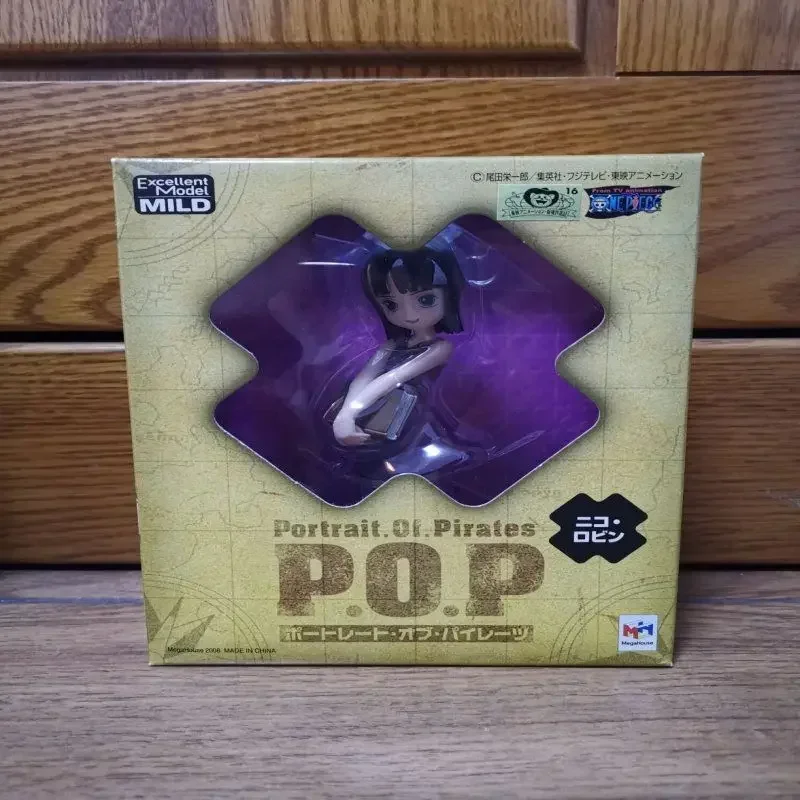 Excellent
Model
MILD
© 尾田栄一郎／集英社・フジテレビ・東映アニメーション
16
From TV animation
ONE PIECE
Portrait.Of.Pirates
P.O.P
ポートレート・オブ・パイレーツ
ニコ・
ロビン
MegaHouse
MegaHouse 2008 MADE IN CHINA